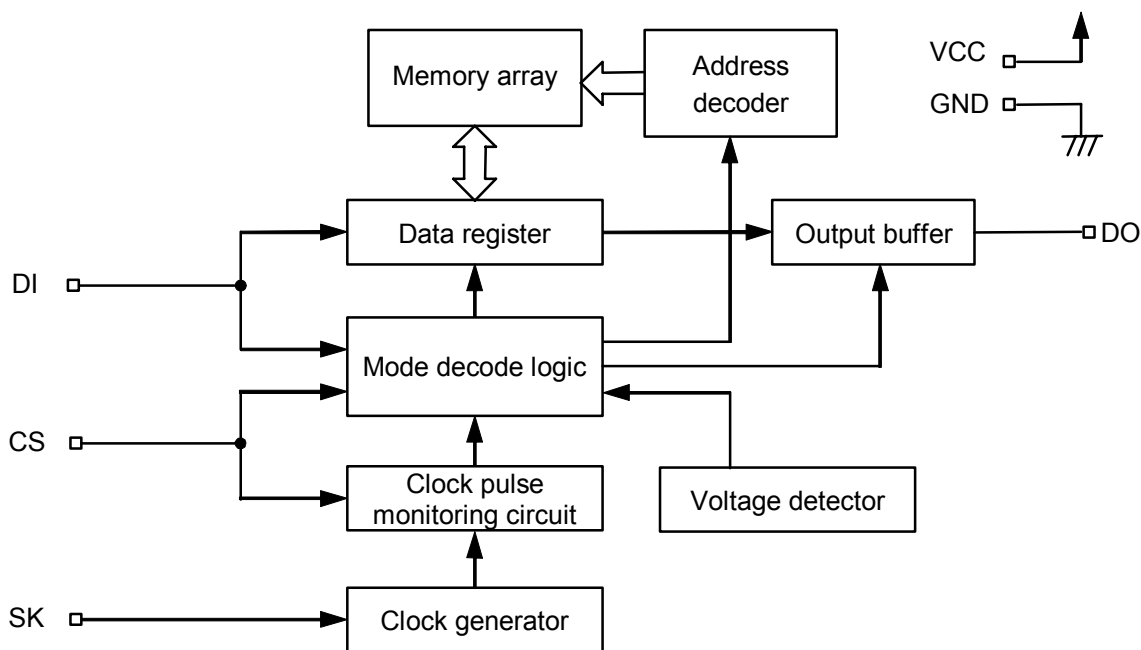 Memory array
Address
decoder
VCC
GND
Data register
Output buffer
DO
DI
Mode decode logic
CS
Clock pulse
monitoring circuit
Voltage detector
SK
Clock generator